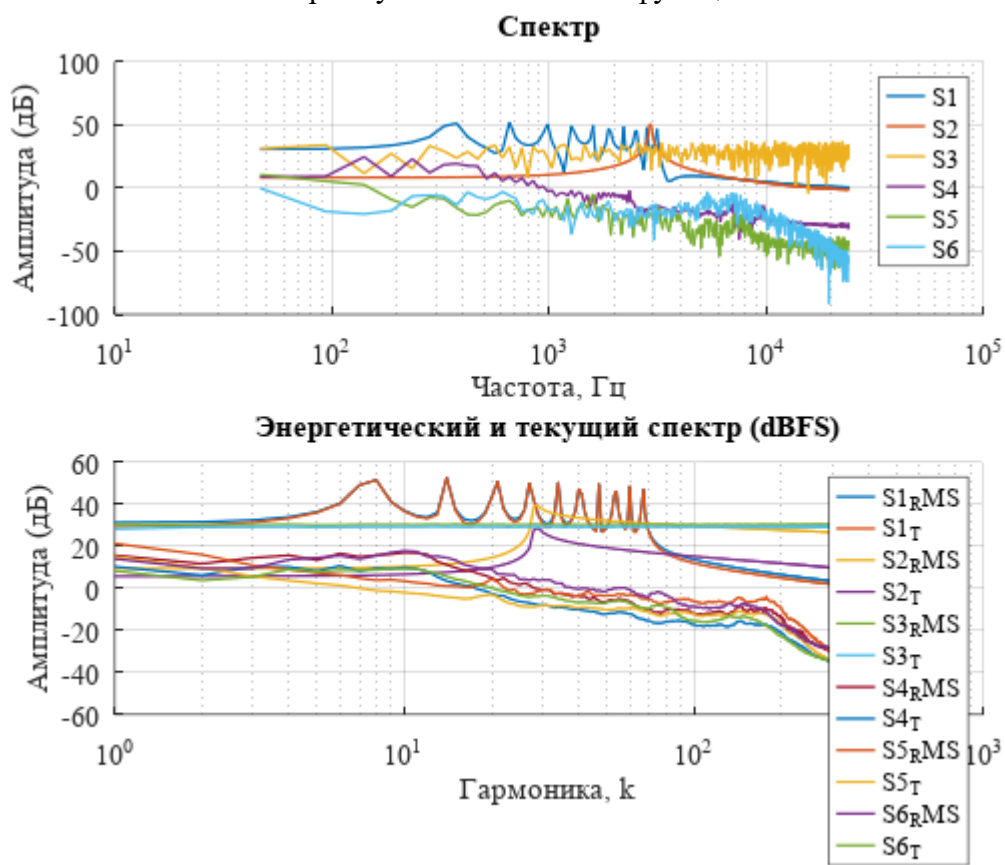 Спектр
Амплитуда (дБ)
100
50
0
-50
-100
10¹
10²
10³
10⁴
10⁵
Частота, Гц
S1
S2
S3
S4
S5
S6
Энергетический и текущий спектр (dBFS)
Амплитуда (дБ)
60
40
20
0
-20
-40
-60
10⁰
10¹
10²
10³
Гармоника, k
S1RMS
S1T
S2RMS
S2T
S3RMS
S3T
S4RMS
S4T
S5RMS
S5T
S6RMS
S6T